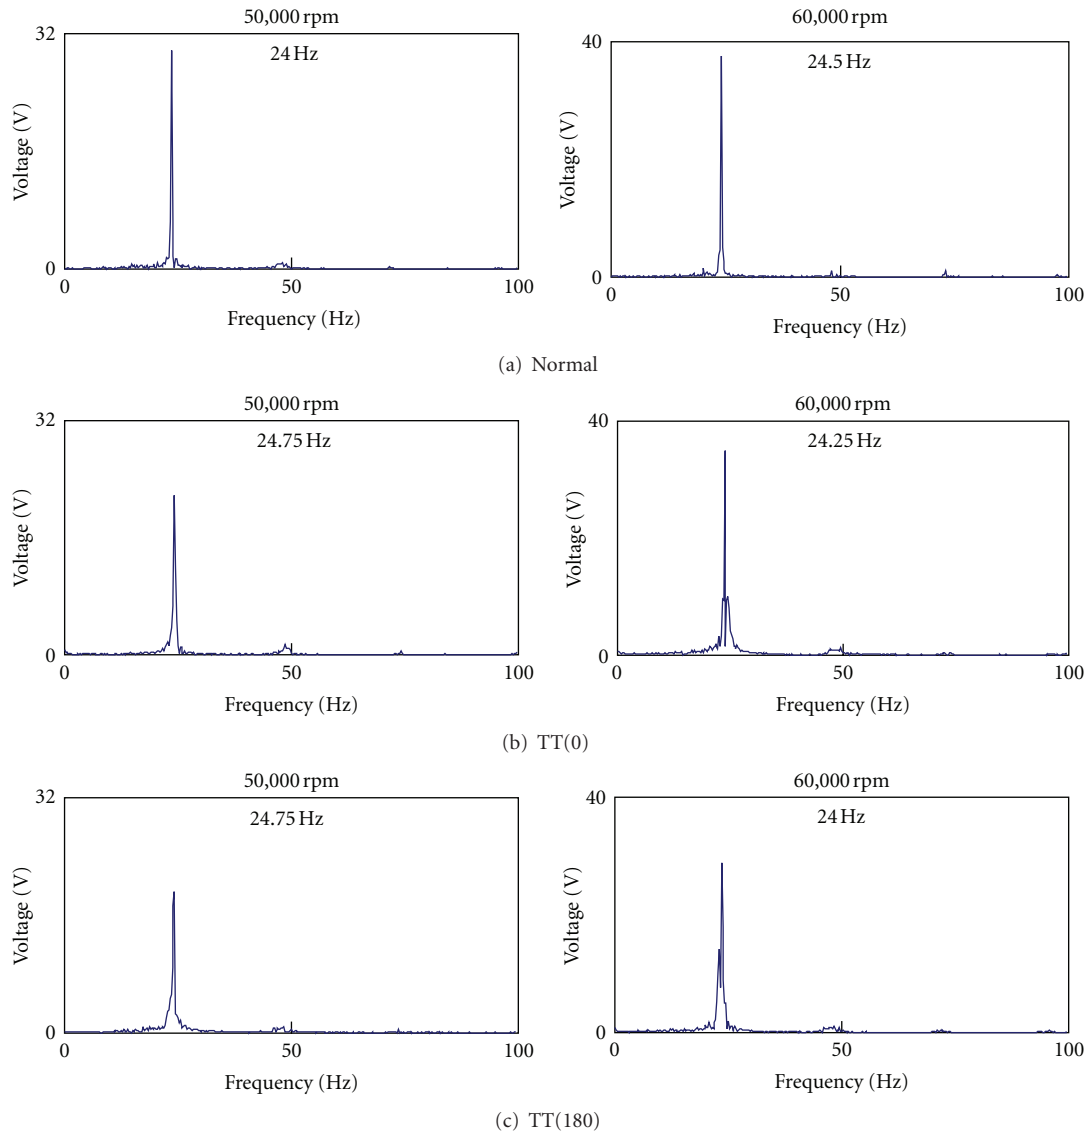 50,000 rpm
32
24 Hz
Voltage (V)
0
0
50
100
Frequency (Hz)
60,000 rpm
40
24.5 Hz
Voltage (V)
0
0
50
100
Frequency (Hz)
(a) Normal
50,000 rpm
32
24.75 Hz
Voltage (V)
0
0
50
100
Frequency (Hz)
60,000 rpm
40
24.25 Hz
Voltage (V)
0
0
50
100
Frequency (Hz)
(b) TT(0)
50,000 rpm
32
24.75 Hz
Voltage (V)
0
0
50
100
Frequency (Hz)
60,000 rpm
40
24 Hz
Voltage (V)
0
0
50
100
Frequency (Hz)
(c) TT(180)